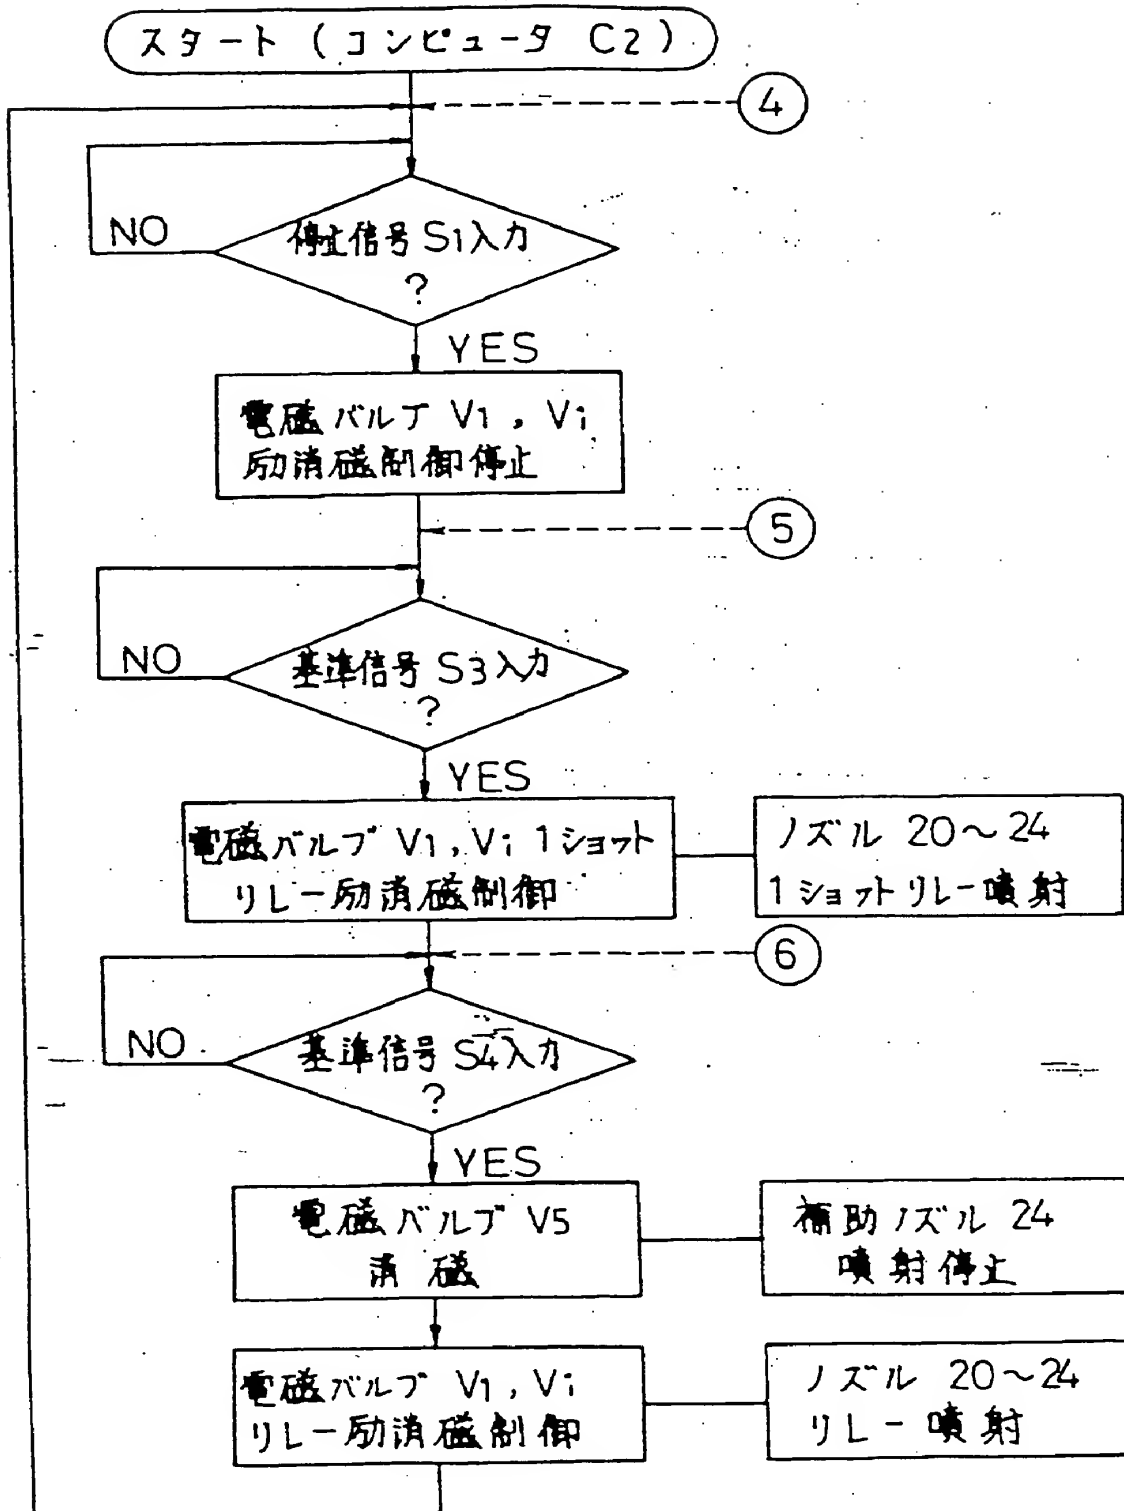 スタート (コンピュータ C2)
4
NO
停止信号 S1入力
?
YES
電磁バルブ V1, Vi
励消磁制御停止
5
NO
基準信号 S3入力
?
YES
電磁バルブ V1, Vi 1ショット
リレー励消磁制御
ノズル 20～24
1ショットリレー噴射
6
NO
基準信号 S4入力
?
YES
電磁バルブ V5
消磁
補助ノズル 24
噴射停止
電磁バルブ V1, Vi
リレー励消磁制御
ノズル 20～24
リレー噴射